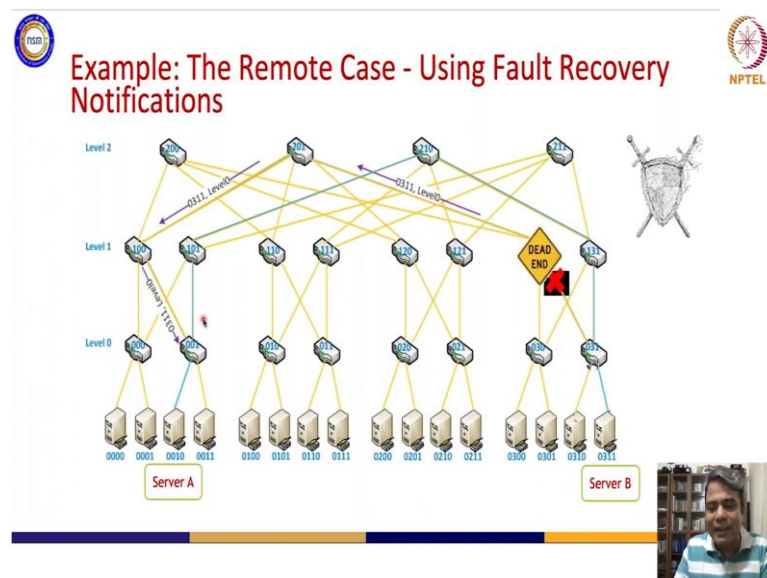 nsm
NPTEL
Example: The Remote Case - Using Fault Recovery
Notifications
Level 2
200 201 210 211
0311, Level0
0311, Level0
Level 1
100 101 110 111 120 121 DEAD END 131
0311, Level0
Level 0
000 001 010 011 020 021 030 031
0000 0001 0010 0011 0100 0101 0110 0111 0200 0201 0210 0211 0300 0301 0310 0311
Server A
Server B